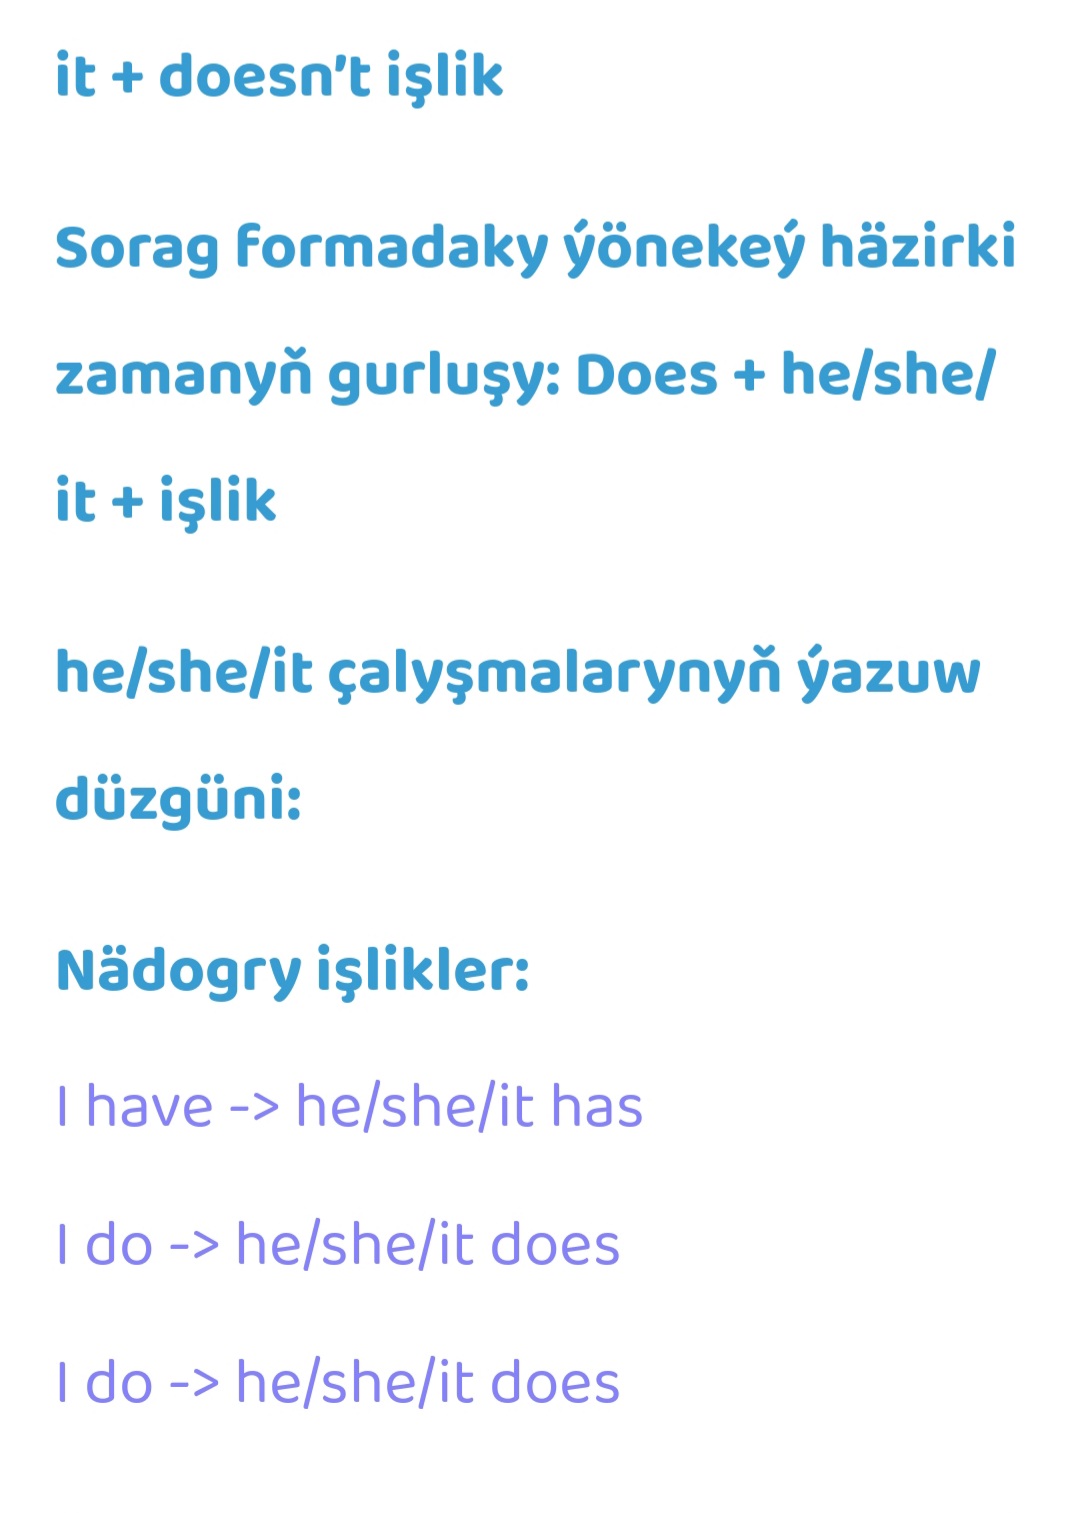 it + doesn’t işlik
Sorag formadaky ýönekeý häzirki
zamanyň gurluşy: Does + he/she/
it + işlik
he/she/it çalyşmalarynyň ýazuw
düzgüni:
Nädogry işlikler:
I have -> he/she/it has
I do -> he/she/it does
I do -> he/she/it does